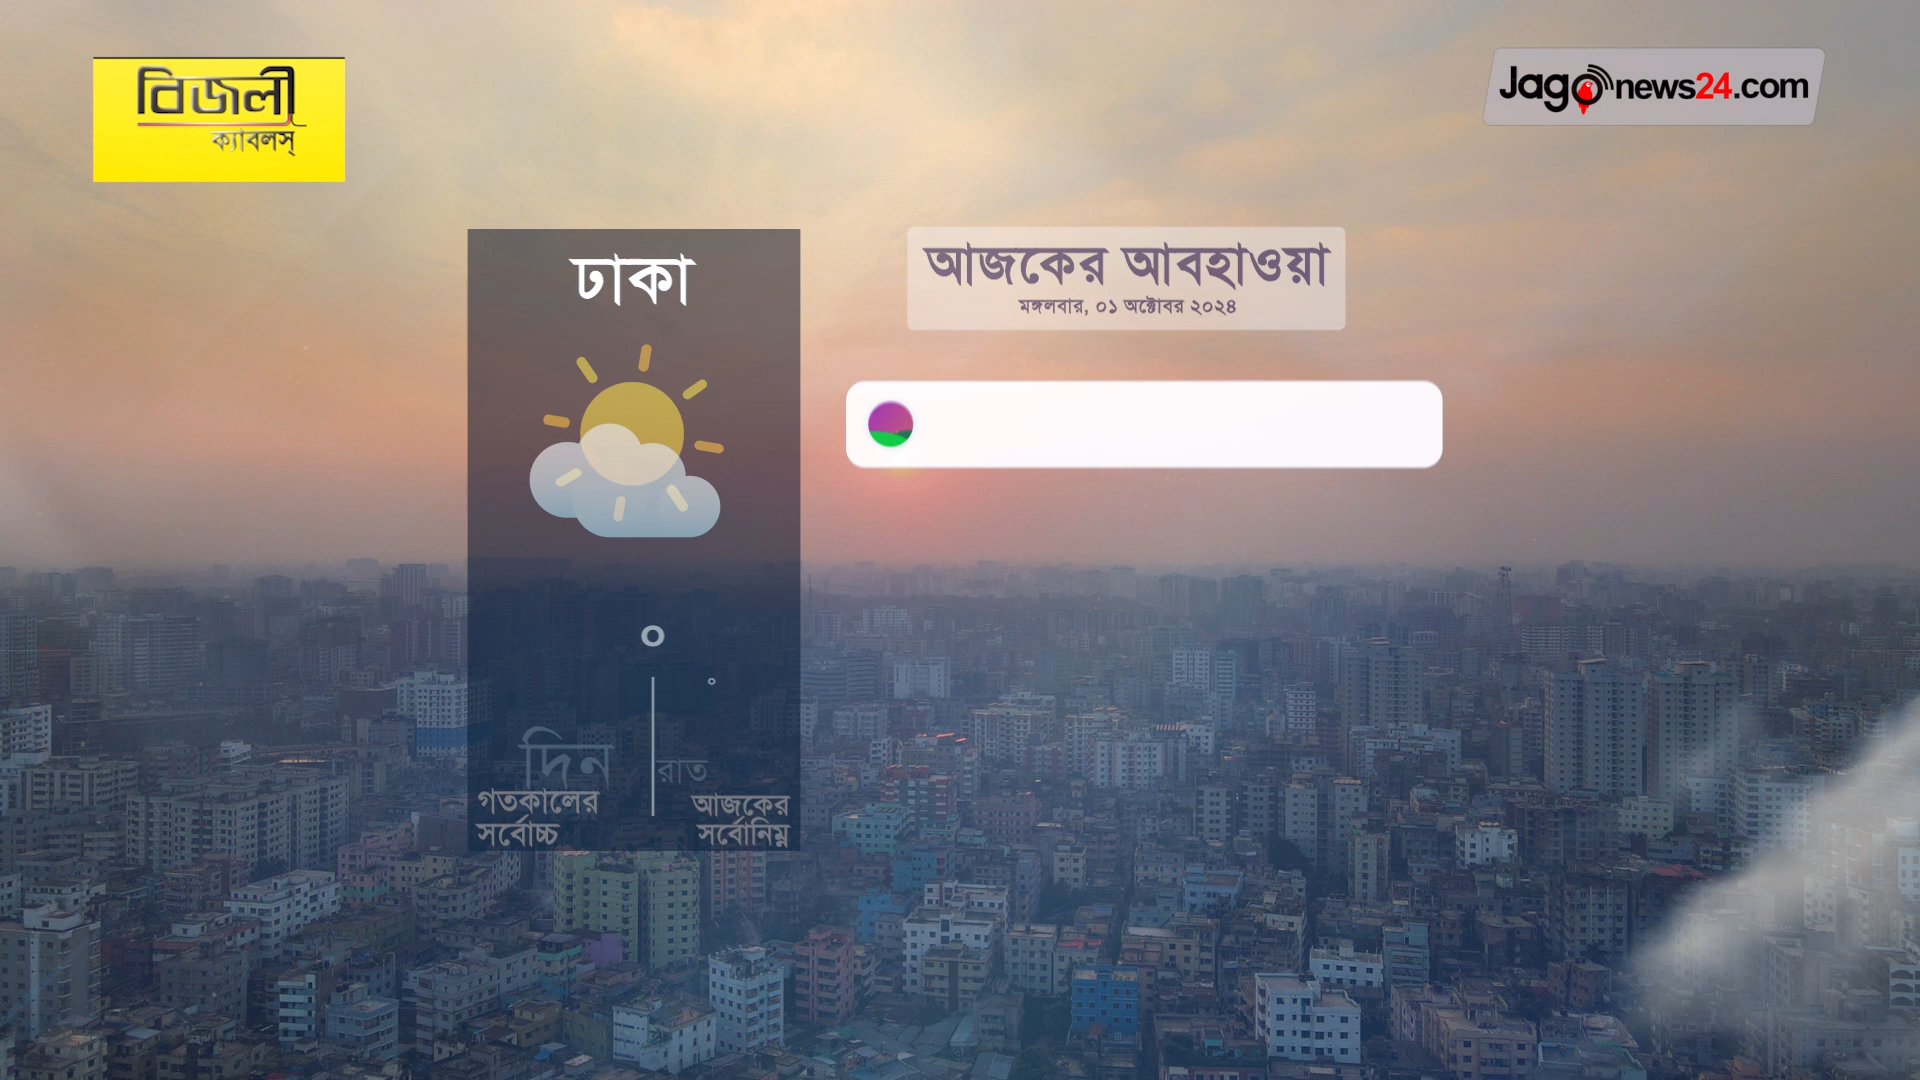 বিজলী
ক্যাবলস্
Jagonews24.com
ঢাকা
আজকের আবহাওয়া
মঙ্গলবার, ০১ অক্টোবর ২০২৪
দিন
রাত
গতকালের
সর্বোচ্চ
আজকের
সর্বোনিম্ন